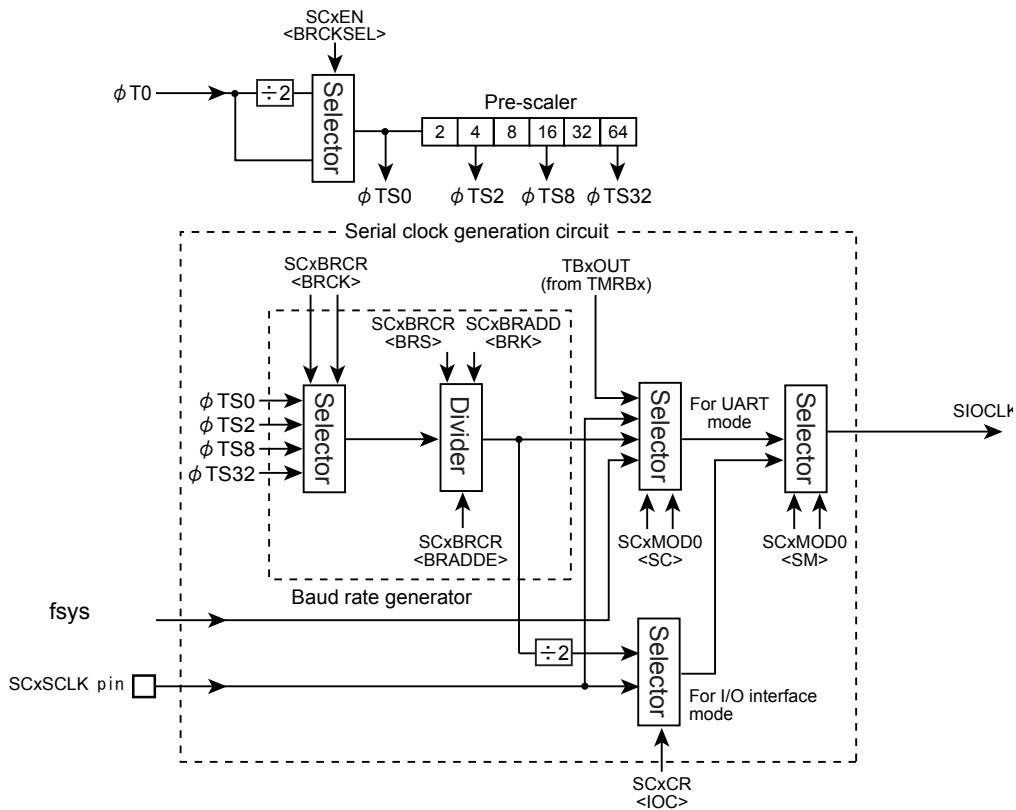 SCxEN
<BRCKSEL>
ϕT0
÷2
Selector
Pre-scaler
2 4 8 16 32 64
ϕTS0 ϕTS2 ϕTS8 ϕTS32
Serial clock generation circuit
SCxBRCR
<BRCK>
TBxOUT
(from TMRBx)
SCxBRCR
<BRS>
SCxBRADD
<BRK>
ϕTS0
ϕTS2
ϕTS8
ϕTS32
Selector
Divider
Selector
For UART
mode
Selector
SIOCLK
SCxBRCR
<BRADDE>
SCxMOD0
<SC>
SCxMOD0
<SM>
Baud rate generator
fsys
÷2
Selector
SCxSCLK pin
For I/O interface
mode
SCxCR
<IOC>